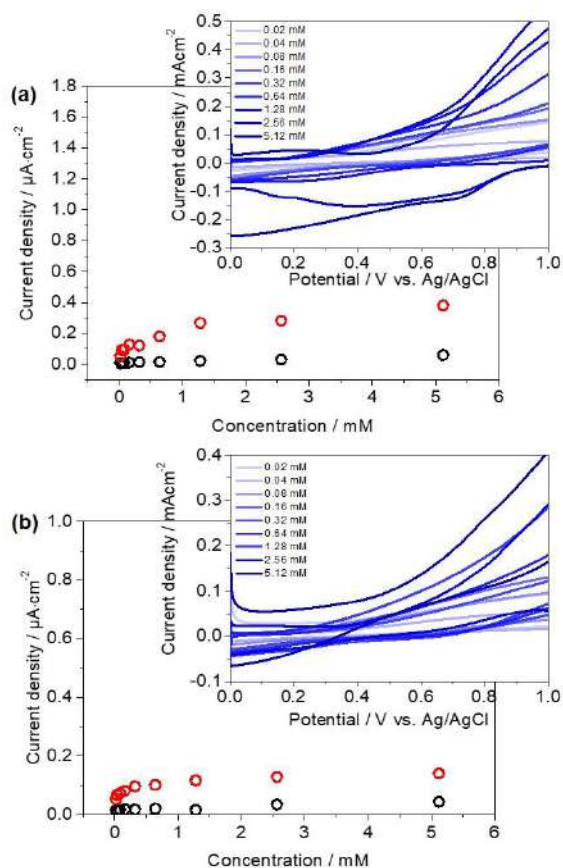 (a)
Current density / µA·cm-2
1.8
1.6
1.4
1.2
1.0
0.8
0.6
0.4
0.2
0.0
0 1 2 3 4 5 6
Concentration / mM
Current density / mAcm-2
0.5
0.4
0.3
0.2
0.1
0.0
-0.1
-0.2
-0.3
0.02 mM
0.04 mM
0.08 mM
0.16 mM
0.32 mM
0.64 mM
1.28 mM
2.56 mM
5.12 mM
0.0 0.2 0.4 0.6 0.8 1.0
Potential / V vs. Ag/AgCl
(b)
Current density / µA·cm-2
1.0
0.8
0.6
0.4
0.2
0.0
0 1 2 3 4 5 6
Concentration / mM
Current density / mAcm-2
0.4
0.3
0.2
0.1
0.0
-0.1
0.02 mM
0.04 mM
0.08 mM
0.16 mM
0.32 mM
0.64 mM
1.28 mM
2.56 mM
5.12 mM
0.0 0.2 0.4 0.6 0.8 1.0
Potential / V vs. Ag/AgCl